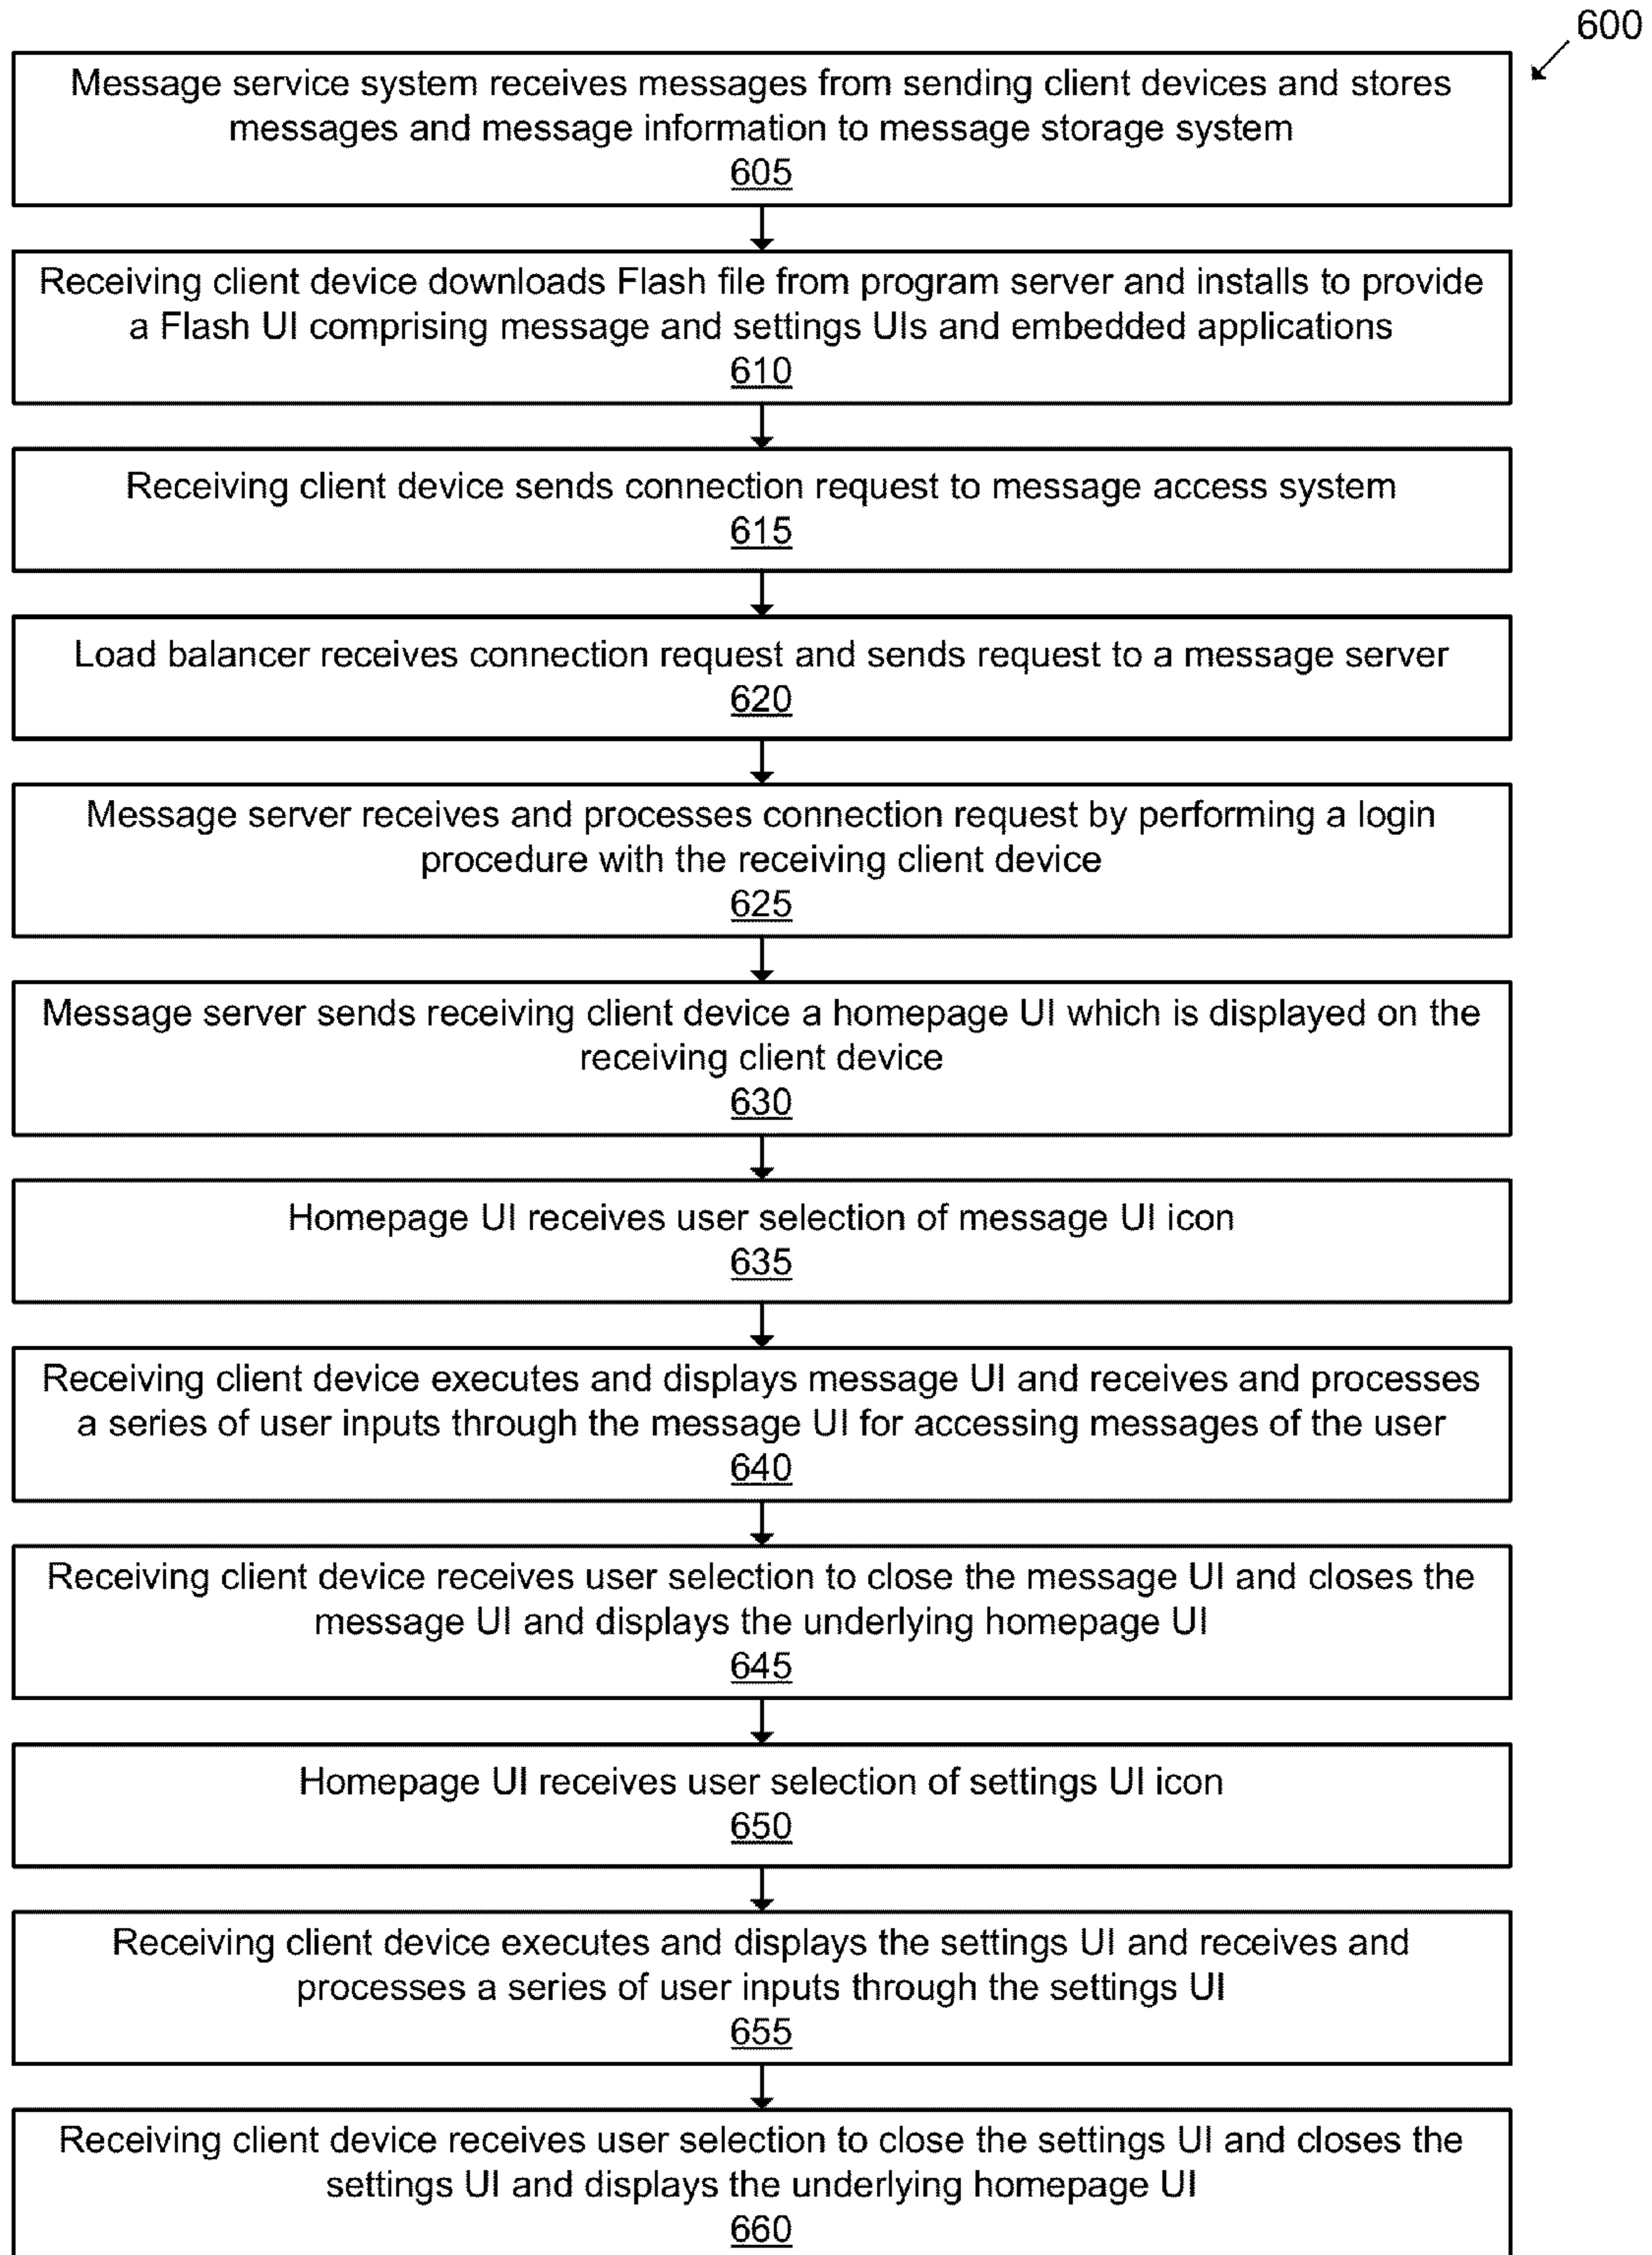 600
Message service system receives messages from sending client devices and stores
messages and message information to message storage system
605
Receiving client device downloads Flash file from program server and installs to provide
a Flash UI comprising message and settings UIs and embedded applications
610
Receiving client device sends connection request to message access system
615
Load balancer receives connection request and sends request to a message server
620
Message server receives and processes connection request by performing a login
procedure with the receiving client device
625
Message server sends receiving client device a homepage UI which is displayed on the
receiving client device
630
Homepage UI receives user selection of message UI icon
635
Receiving client device executes and displays message UI and receives and processes
a series of user inputs through the message UI for accessing messages of the user
640
Receiving client device receives user selection to close the message UI and closes the
message UI and displays the underlying homepage UI
645
Homepage UI receives user selection of settings UI icon
650
Receiving client device executes and displays the settings UI and receives and
processes a series of user inputs through the settings UI
655
Receiving client device receives user selection to close the settings UI and closes the
settings UI and displays the underlying homepage UI
660